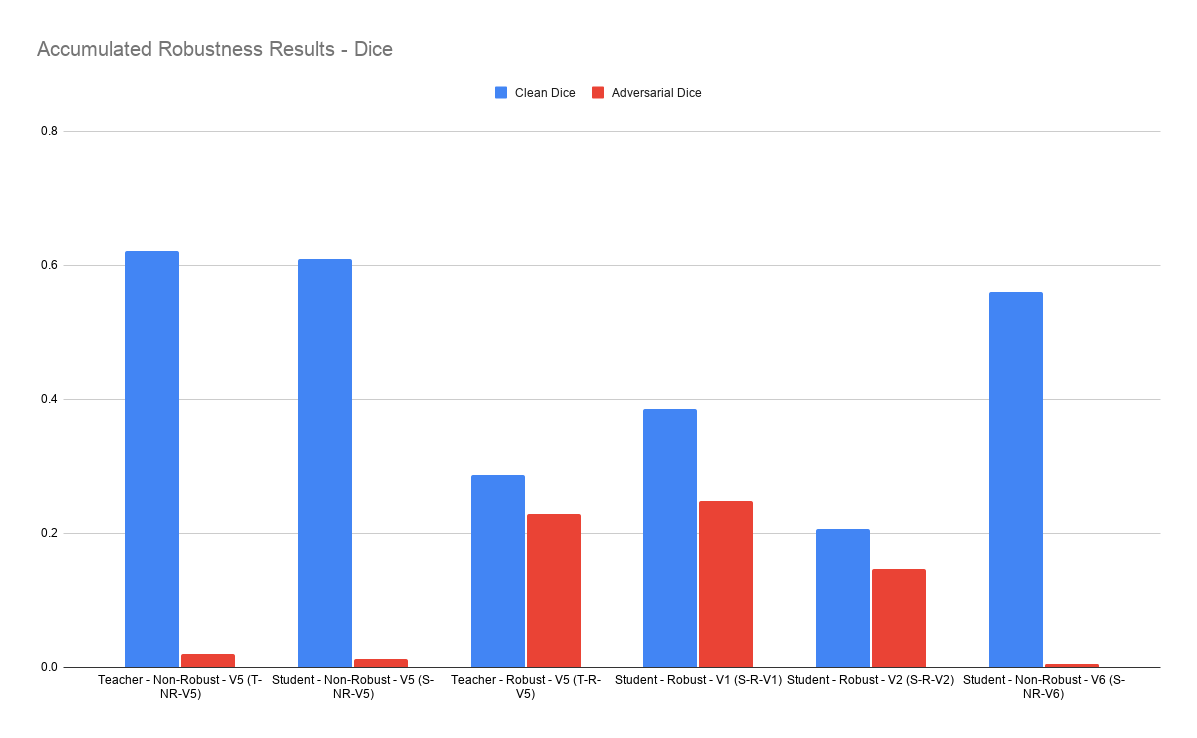 Accumulated Robustness Results - Dice
Clean Dice
Adversarial Dice
0.8
0.6
0.4
0.2
0.0
Teacher - Non-Robust - V5 (T-
NR-V5)
Student - Non-Robust - V5 (S-
NR-V5)
Teacher - Robust - V5 (T-R-
V5)
Student - Robust - V1 (S-R-V1)
Student - Robust - V2 (S-R-V2)
Student - Non-Robust - V6 (S-
NR-V6)